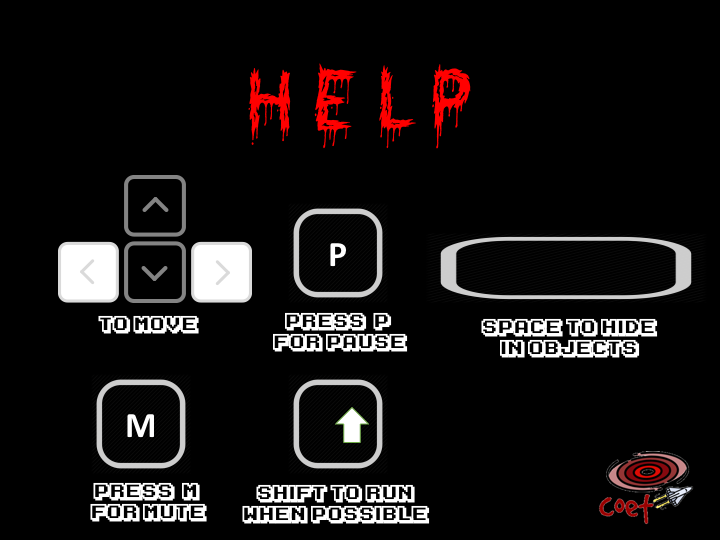 HELP
P
TO MOVE
PRESS P
FOR PAUSE
SPACE TO HIDE
IN OBJECTS
M
PRESS M
FOR MUTE
SHIFT TO RUN
WHEN POSSIBLE
coet